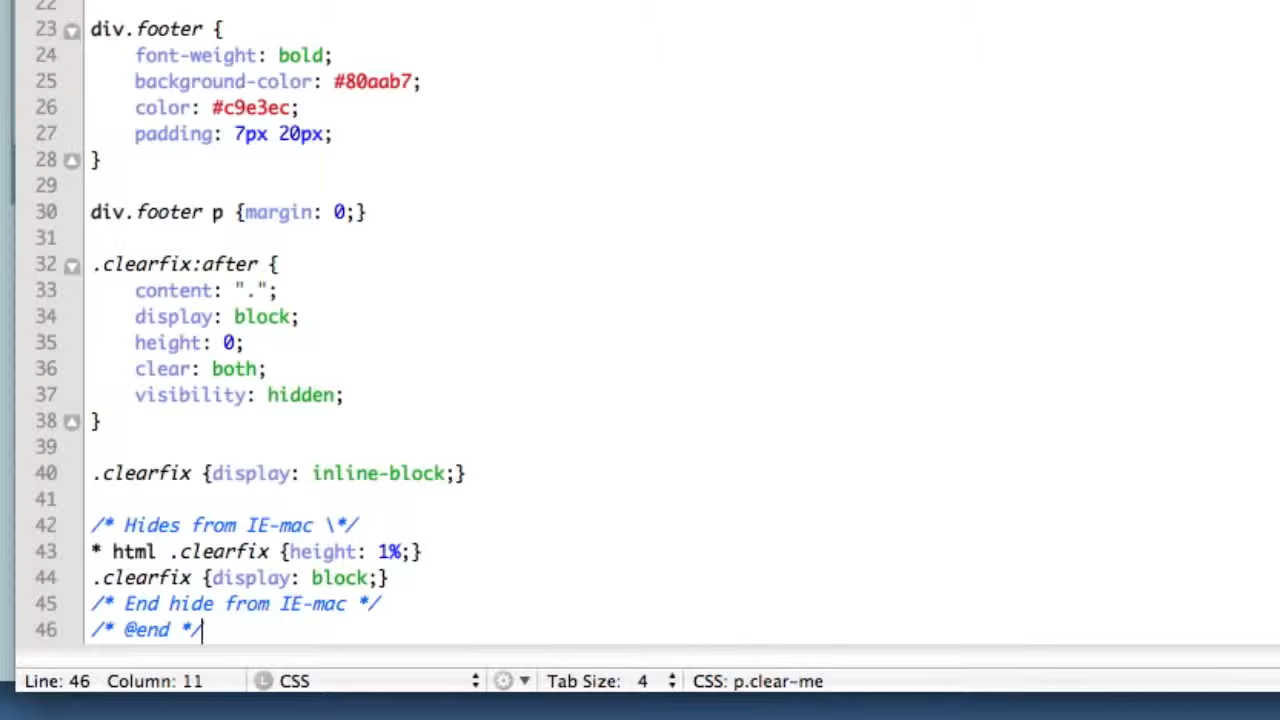 22
23 div.footer {
24 font-weight: bold;
25 background-color: #80aab7;
26 color: #c9e3ec;
27 padding: 7px 20px;
28 }
29
30 div.footer p {margin: 0;}
31
32 .clearfix:after {
33 content: ".";
34 display: block;
35 height: 0;
36 clear: both;
37 visibility: hidden;
38 }
39
40 .clearfix {display: inline-block;}
41
42 /* Hides from IE-mac \*/
43 * html .clearfix {height: 1%;}
44 .clearfix {display: block;}
45 /* End hide from IE-mac */
46 /* @end */
Line: 46 Column: 11 L CSS Tab Size: 4 CSS: p.clear-me